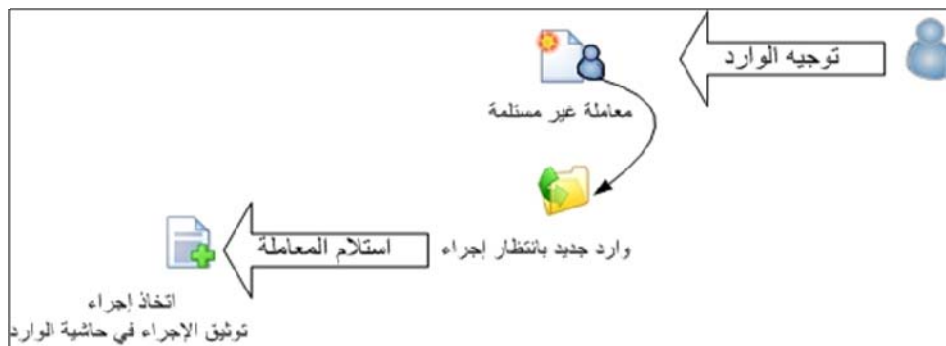 توجيه الوارد
معاملة غير مستلمة
وارد جديد بانتظار إجراء
استلام المعاملة
اتخاذ إجراء
توثيق الإجراء في حاشية الوارد